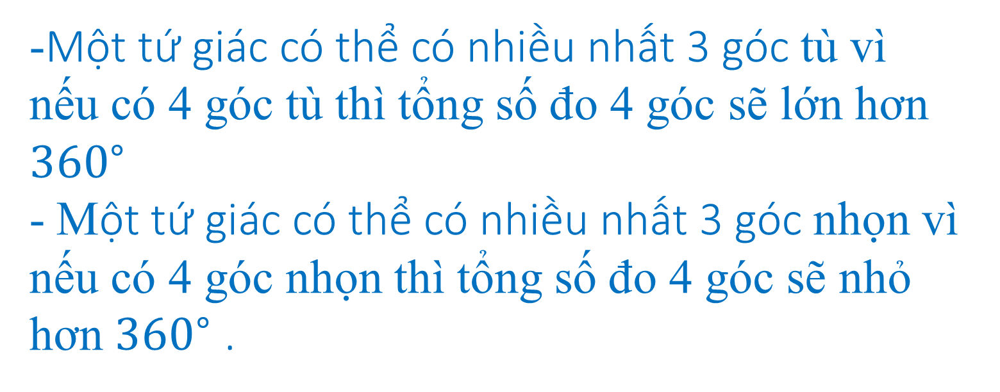 -Một tứ giác có thể có nhiều nhất 3 góc tù vì
nếu có 4 góc tù thì tổng số đo 4 góc sẽ lớn hơn
360°
- Một tứ giác có thể có nhiều nhất 3 góc nhọn vì
nếu có 4 góc nhọn thì tổng số đo 4 góc sẽ nhỏ
hơn 360° .